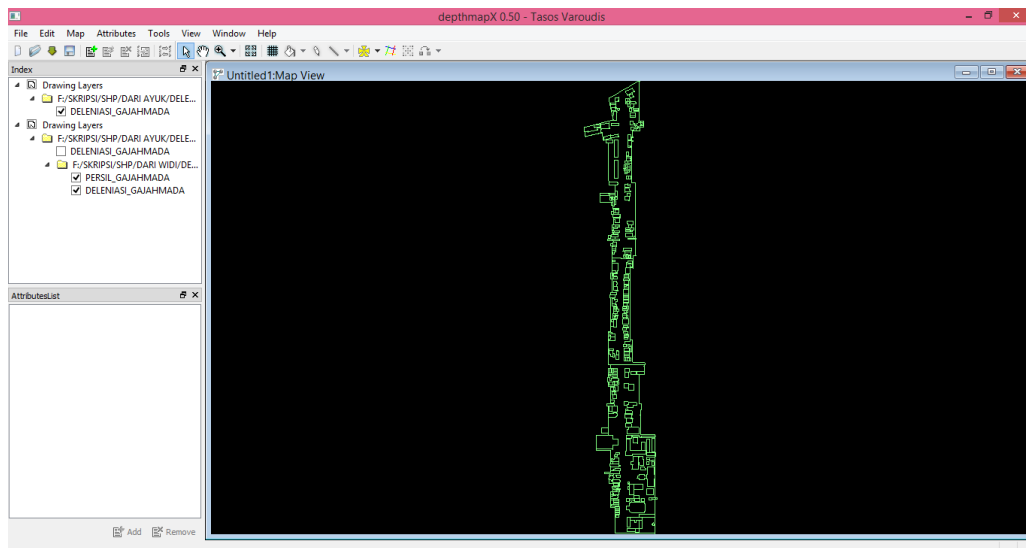 depthmapX 0.50 - Tasos Varoudis
File Edit Map Attributes Tools View Window Help
Index
Untitled1:Map View
Drawing Layers
F:/SKRIPSI/SHP/DARI AYUK/DELE...
DELENIASI_GAJAHMADA
Drawing Layers
F:/SKRIPSI/SHP/DARI AYUK/DELE...
DELENIASI_GAJAHMADA
F:/SKRIPSI/SHP/DARI WIDI/DE...
PERSIL_GAJAHMADA
DELENIASI_GAJAHMADA
AttributesList
Add Remove